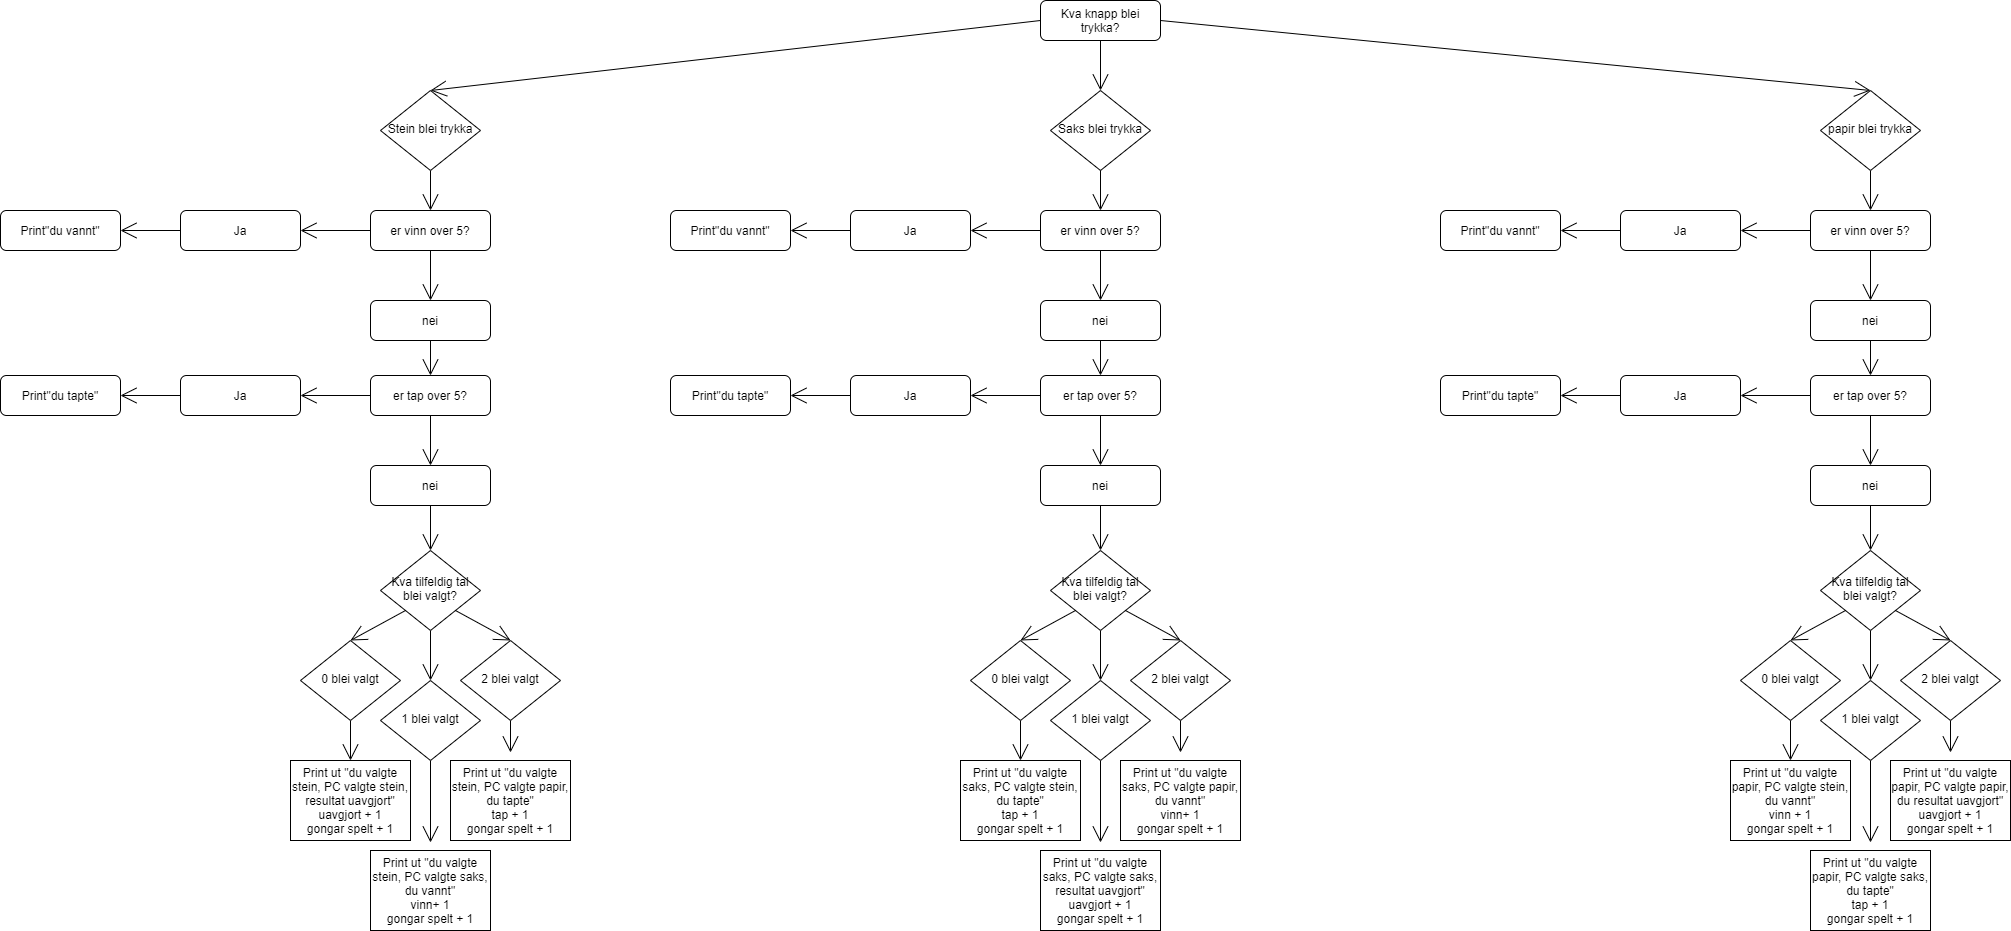 Kva knapp blei
trykka?
Stein blei trykka
Saks blei trykka
papir blei trykka
Print"du vannt"
Ja
er vinn over 5?
Print"du vannt"
Ja
er vinn over 5?
Print"du vannt"
Ja
er vinn over 5?
nei
nei
nei
Print"du tapte"
Ja
er tap over 5?
Print"du tapte"
Ja
er tap over 5?
Print"du tapte"
Ja
er tap over 5?
nei
nei
nei
Kva tilfeldig tal
blei valgt?
Kva tilfeldig tal
blei valgt?
Kva tilfeldig tal
blei valgt?
0 blei valgt
2 blei valgt
0 blei valgt
2 blei valgt
0 blei valgt
2 blei valgt
1 blei valgt
1 blei valgt
1 blei valgt
Print ut "du valgte
stein, PC valgte stein,
resultat uavgjort"
uavgjort + 1
gongar spelt + 1
Print ut "du valgte
stein, PC valgte papir,
du tapte"
tap + 1
gongar spelt + 1
Print ut "du valgte
saks, PC valgte stein,
du tapte"
tap + 1
gongar spelt + 1
Print ut "du valgte
saks, PC valgte papir,
du vannt"
vinn+ 1
gongar spelt + 1
Print ut "du valgte
papir, PC valgte stein,
du vannt"
vinn + 1
gongar spelt + 1
Print ut "du valgte
papir, PC valgte papir,
du resultat uavgjort"
uavgjort + 1
gongar spelt + 1
Print ut "du valgte
stein, PC valgte saks,
du vannt"
vinn+ 1
gongar spelt + 1
Print ut "du valgte
saks, PC valgte saks,
resultat uavgjort"
uavgjort + 1
gongar spelt + 1
Print ut "du valgte
papir, PC valgte saks,
du tapte"
tap + 1
gongar spelt + 1